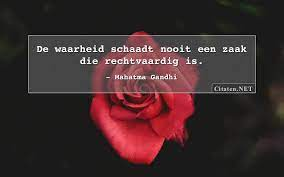 De waarheid schaadt nooit een zaak
die rechtvaardig is.
- Mahatma Gandhi
Citaten.NET